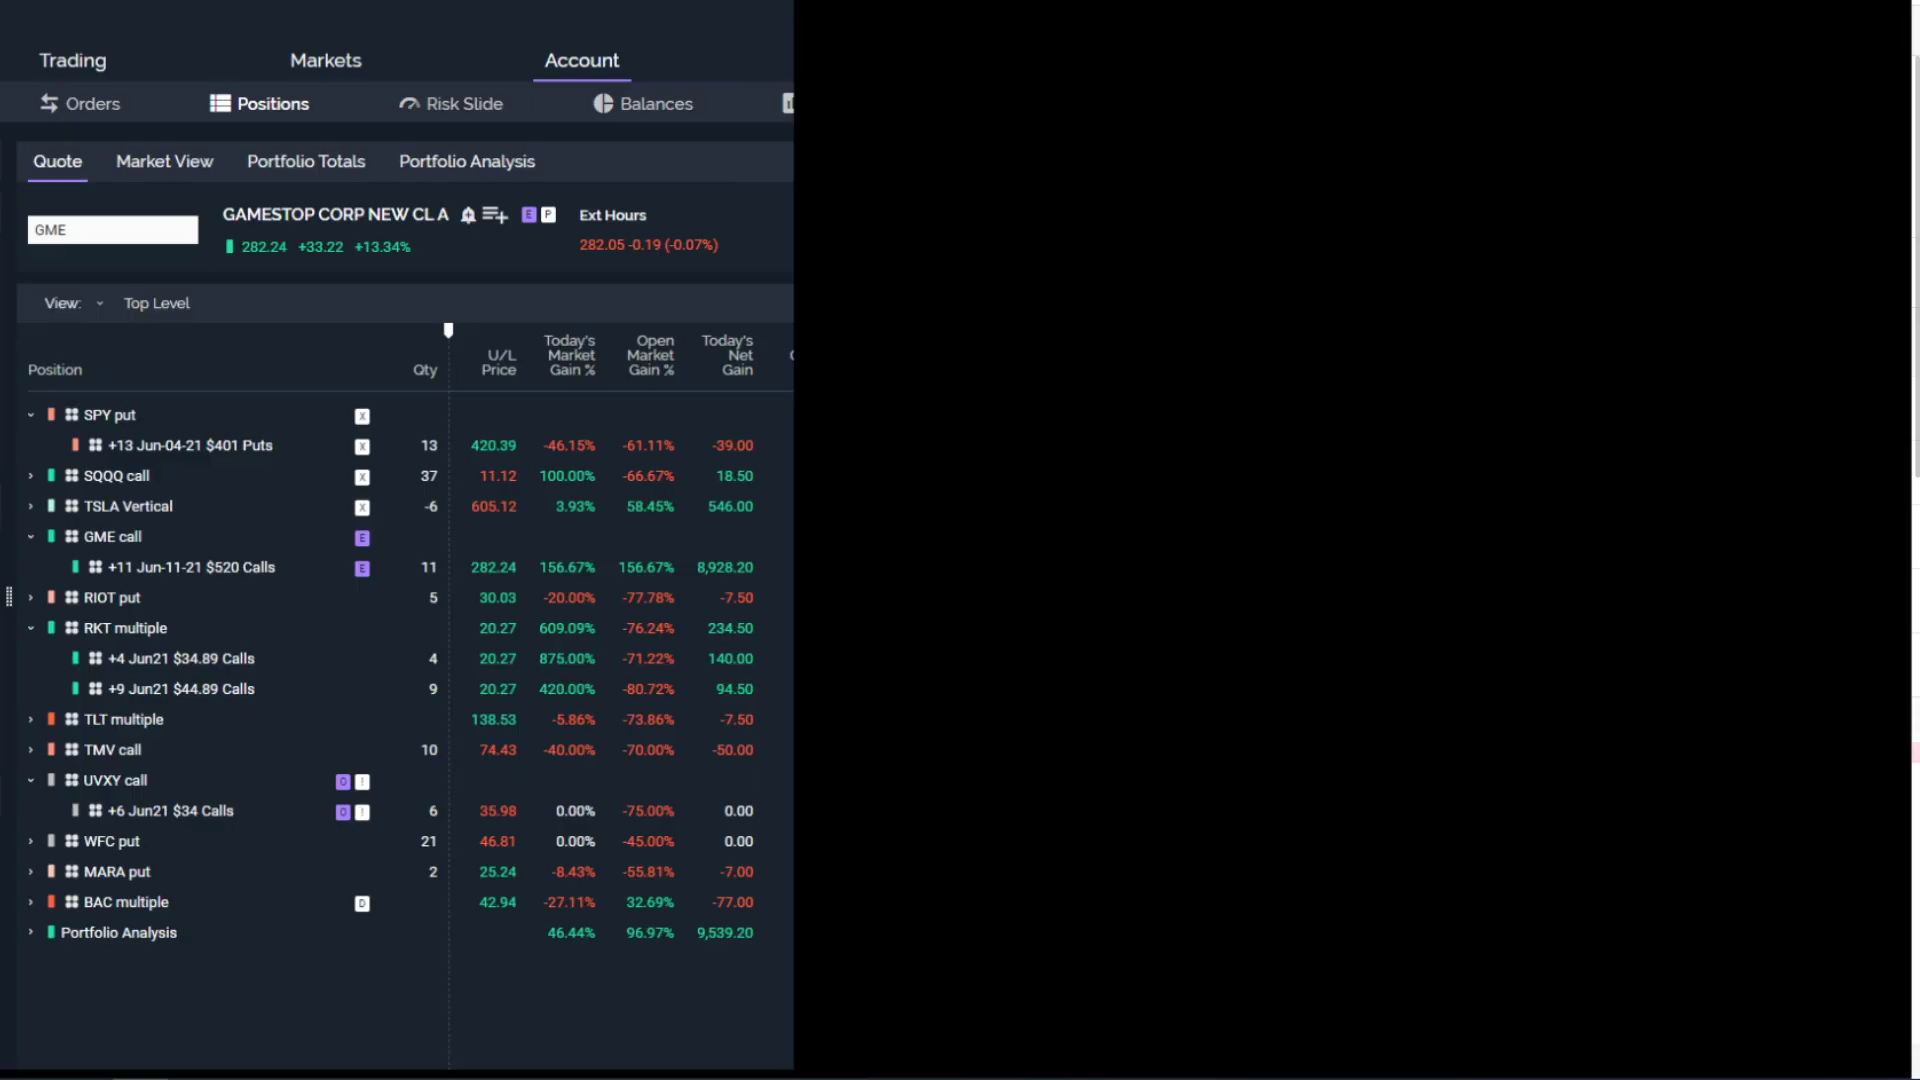 Trading Markets Account
Orders Positions Risk Slide Balances
Quote Market View Portfolio Totals Portfolio Analysis
GAMESTOP CORP NEW CL A E P Ext Hours
GME
282.24 +33.22 +13.34% 282.05 -0.19 (-0.07%)
View: Top Level
Position Qty U/L Price Today's Market Gain % Open Market Gain % Today's Net Gain
SPY put X
+13 Jun-04-21 $401 Puts X 13 420.39 -46.15% -61.11% -39.00
SQQQ call X 37 11.12 100.00% -66.67% 18.50
TSLA Vertical X -6 605.12 3.93% 58.45% 546.00
GME call E
+11 Jun-11-21 $520 Calls E 11 282.24 156.67% 156.67% 8,928.20
RIOT put 5 30.03 -20.00% -77.78% -7.50
RKT multiple 20.27 609.09% -76.24% 234.50
+4 Jun21 $34.89 Calls 4 20.27 875.00% -71.22% 140.00
+9 Jun21 $44.89 Calls 9 20.27 420.00% -80.72% 94.50
TLT multiple 138.53 -5.86% -73.86% -7.50
TMV call 10 74.43 -40.00% -70.00% -50.00
UVXY call O !
+6 Jun21 $34 Calls O ! 6 35.98 0.00% -75.00% 0.00
WFC put 21 46.81 0.00% -45.00% 0.00
MARA put 2 25.24 -8.43% -55.81% -7.00
BAC multiple D 42.94 -27.11% 32.69% -77.00
Portfolio Analysis 46.44% 96.97% 9,539.20